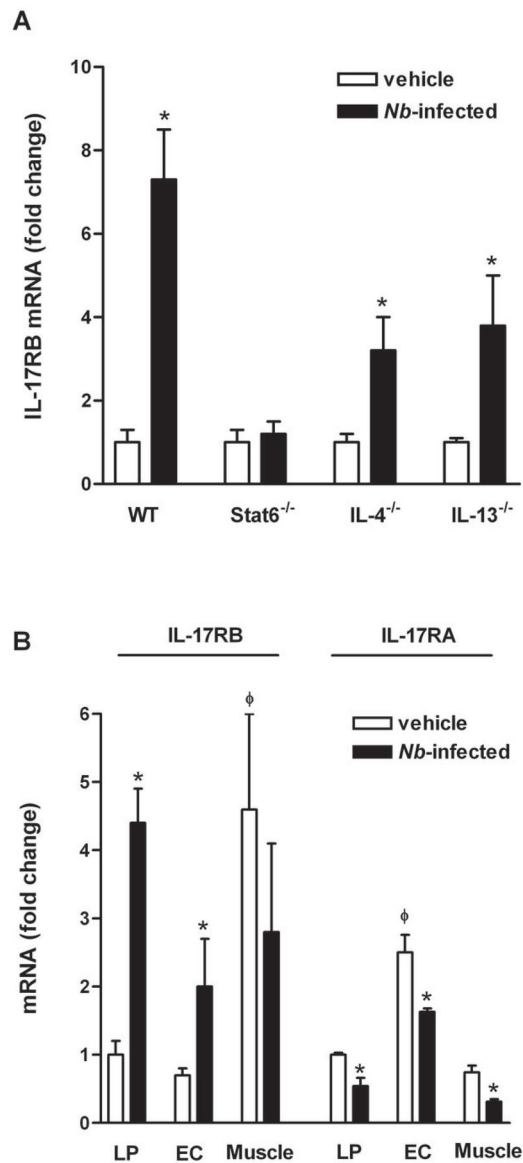 A
IL-17RB mRNA (fold change)
10
8
6
4
2
0
vehicle
Nb-infected
*
*
*
WT Stat6-/- IL-4-/- IL-13-/-
B
IL-17RB IL-17RA
mRNA (fold change)
6
5
4
3
2
1
0
vehicle
Nb-infected
ϕ
*
*
ϕ
*
*
*
LP EC Muscle LP EC Muscle